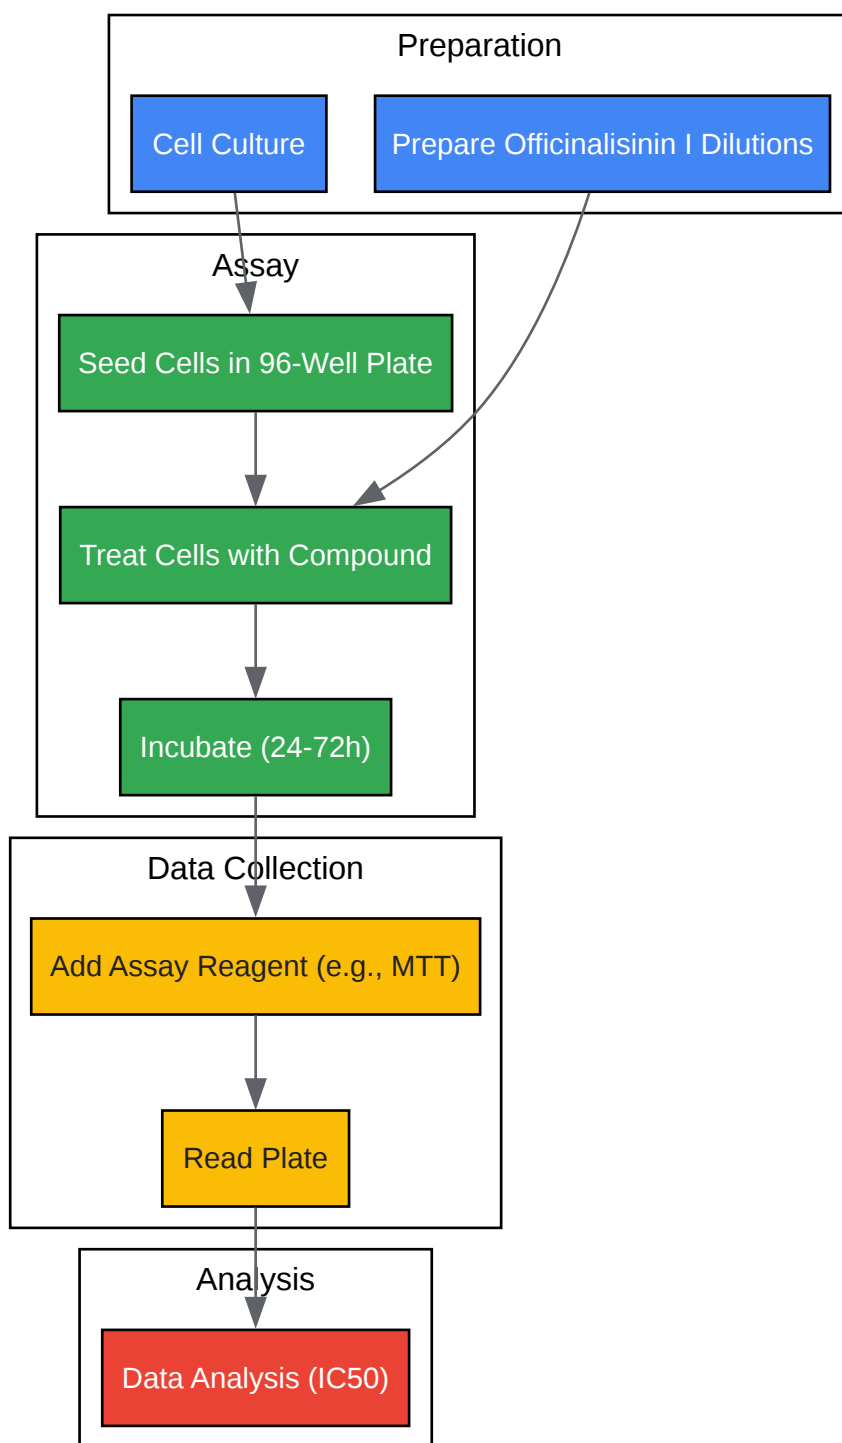 Preparation
Cell Culture
Prepare Officinalisinin I Dilutions
Assay
Seed Cells in 96-Well Plate
Treat Cells with Compound
Incubate (24-72h)
Data Collection
Add Assay Reagent (e.g., MTT)
Read Plate
Analysis
Data Analysis (IC50)